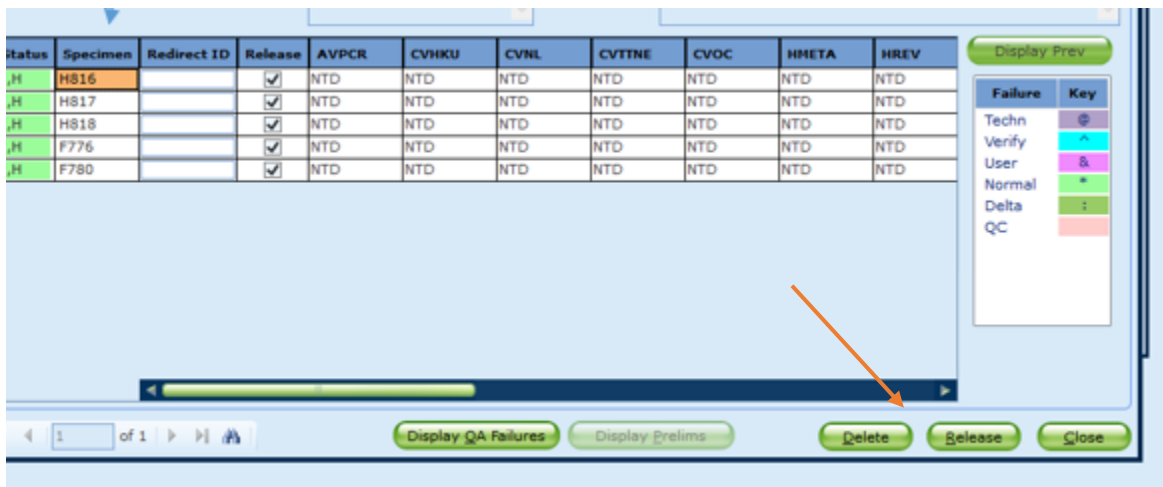 Status Specimen Redirect ID Release AVPCR CVHKU CVNL CVTTNE CVOC HMETA HREV Display Prev
,H H816 NTD NTD NTD NTD NTD NTD NTD
Failure Key
,H H817 NTD NTD NTD NTD NTD NTD NTD
,H H818 NTD NTD NTD NTD NTD NTD NTD
Techn @
,H F776 NTD NTD NTD NTD NTD NTD NTD
Verify ^
,H F780 NTD NTD NTD NTD NTD NTD NTD
User &
Normal *
Delta :
QC
1 of 1 Display QA Failures Display Prelims Delete Release Close